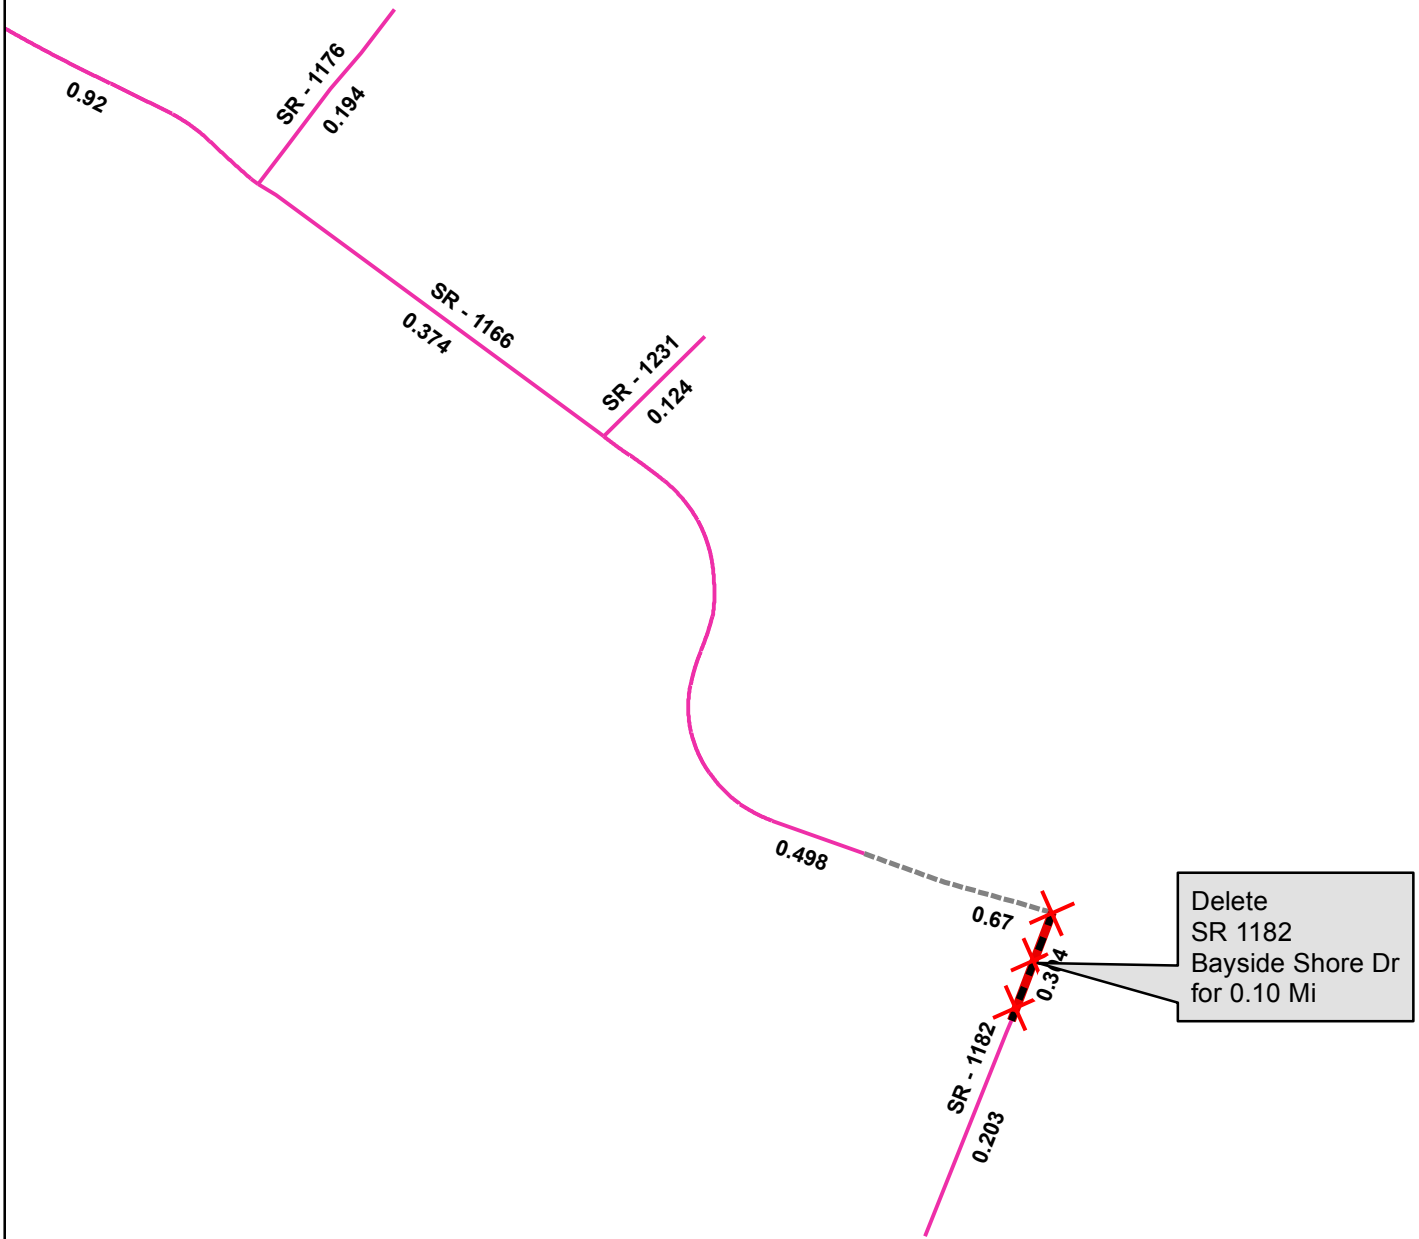 0.92
SR - 1176
0.194
SR - 1166
0.374
SR - 1231
0.124
0.498
0.67
Delete
SR 1182
Bayside Shore Dr
for 0.10 Mi
SR - 1182
0.203